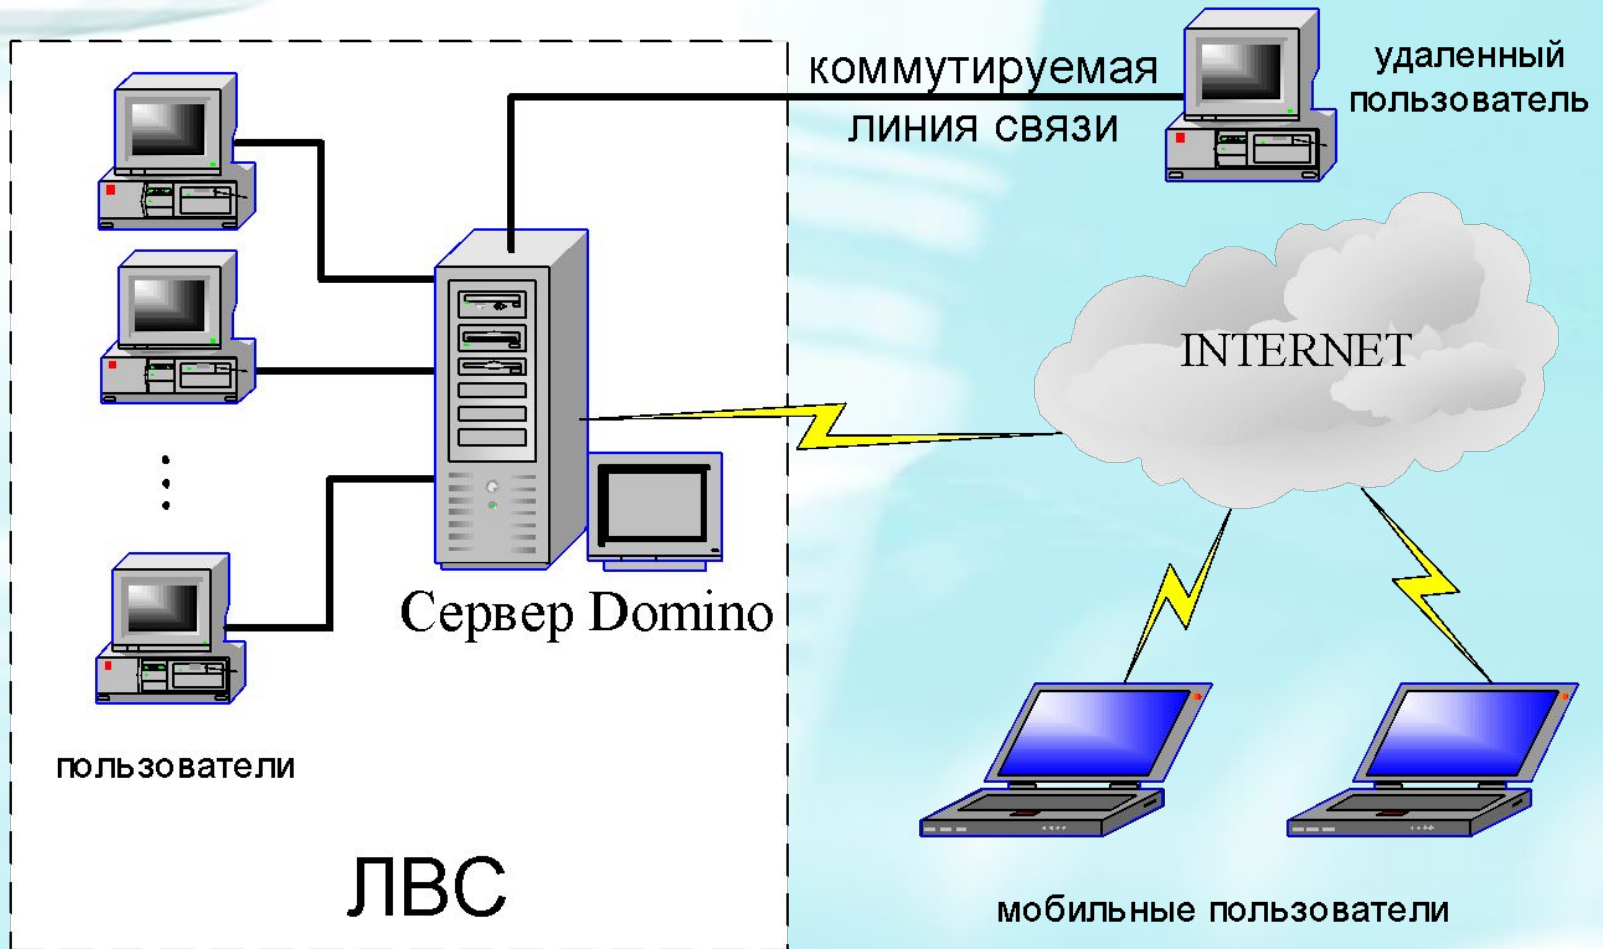 коммутируемая
линия связи
удаленный
пользователь
INTERNET
Сервер Domino
пользователи
ЛВС
мобильные пользователи